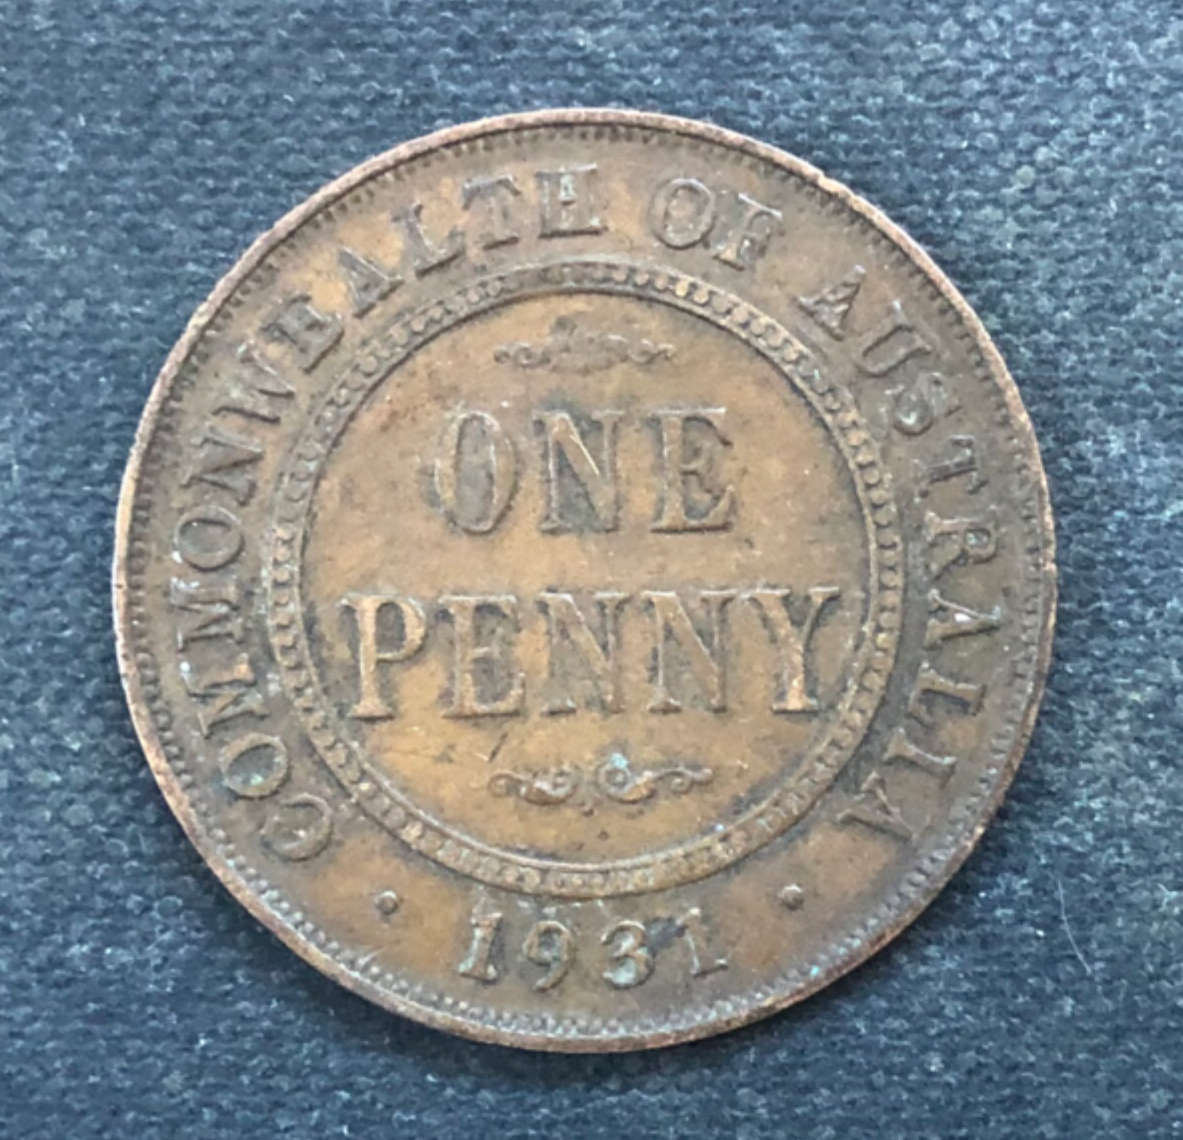 COMMONWEALTH OF AUSTRALIA
ONE
PENNY
· 1931 ·